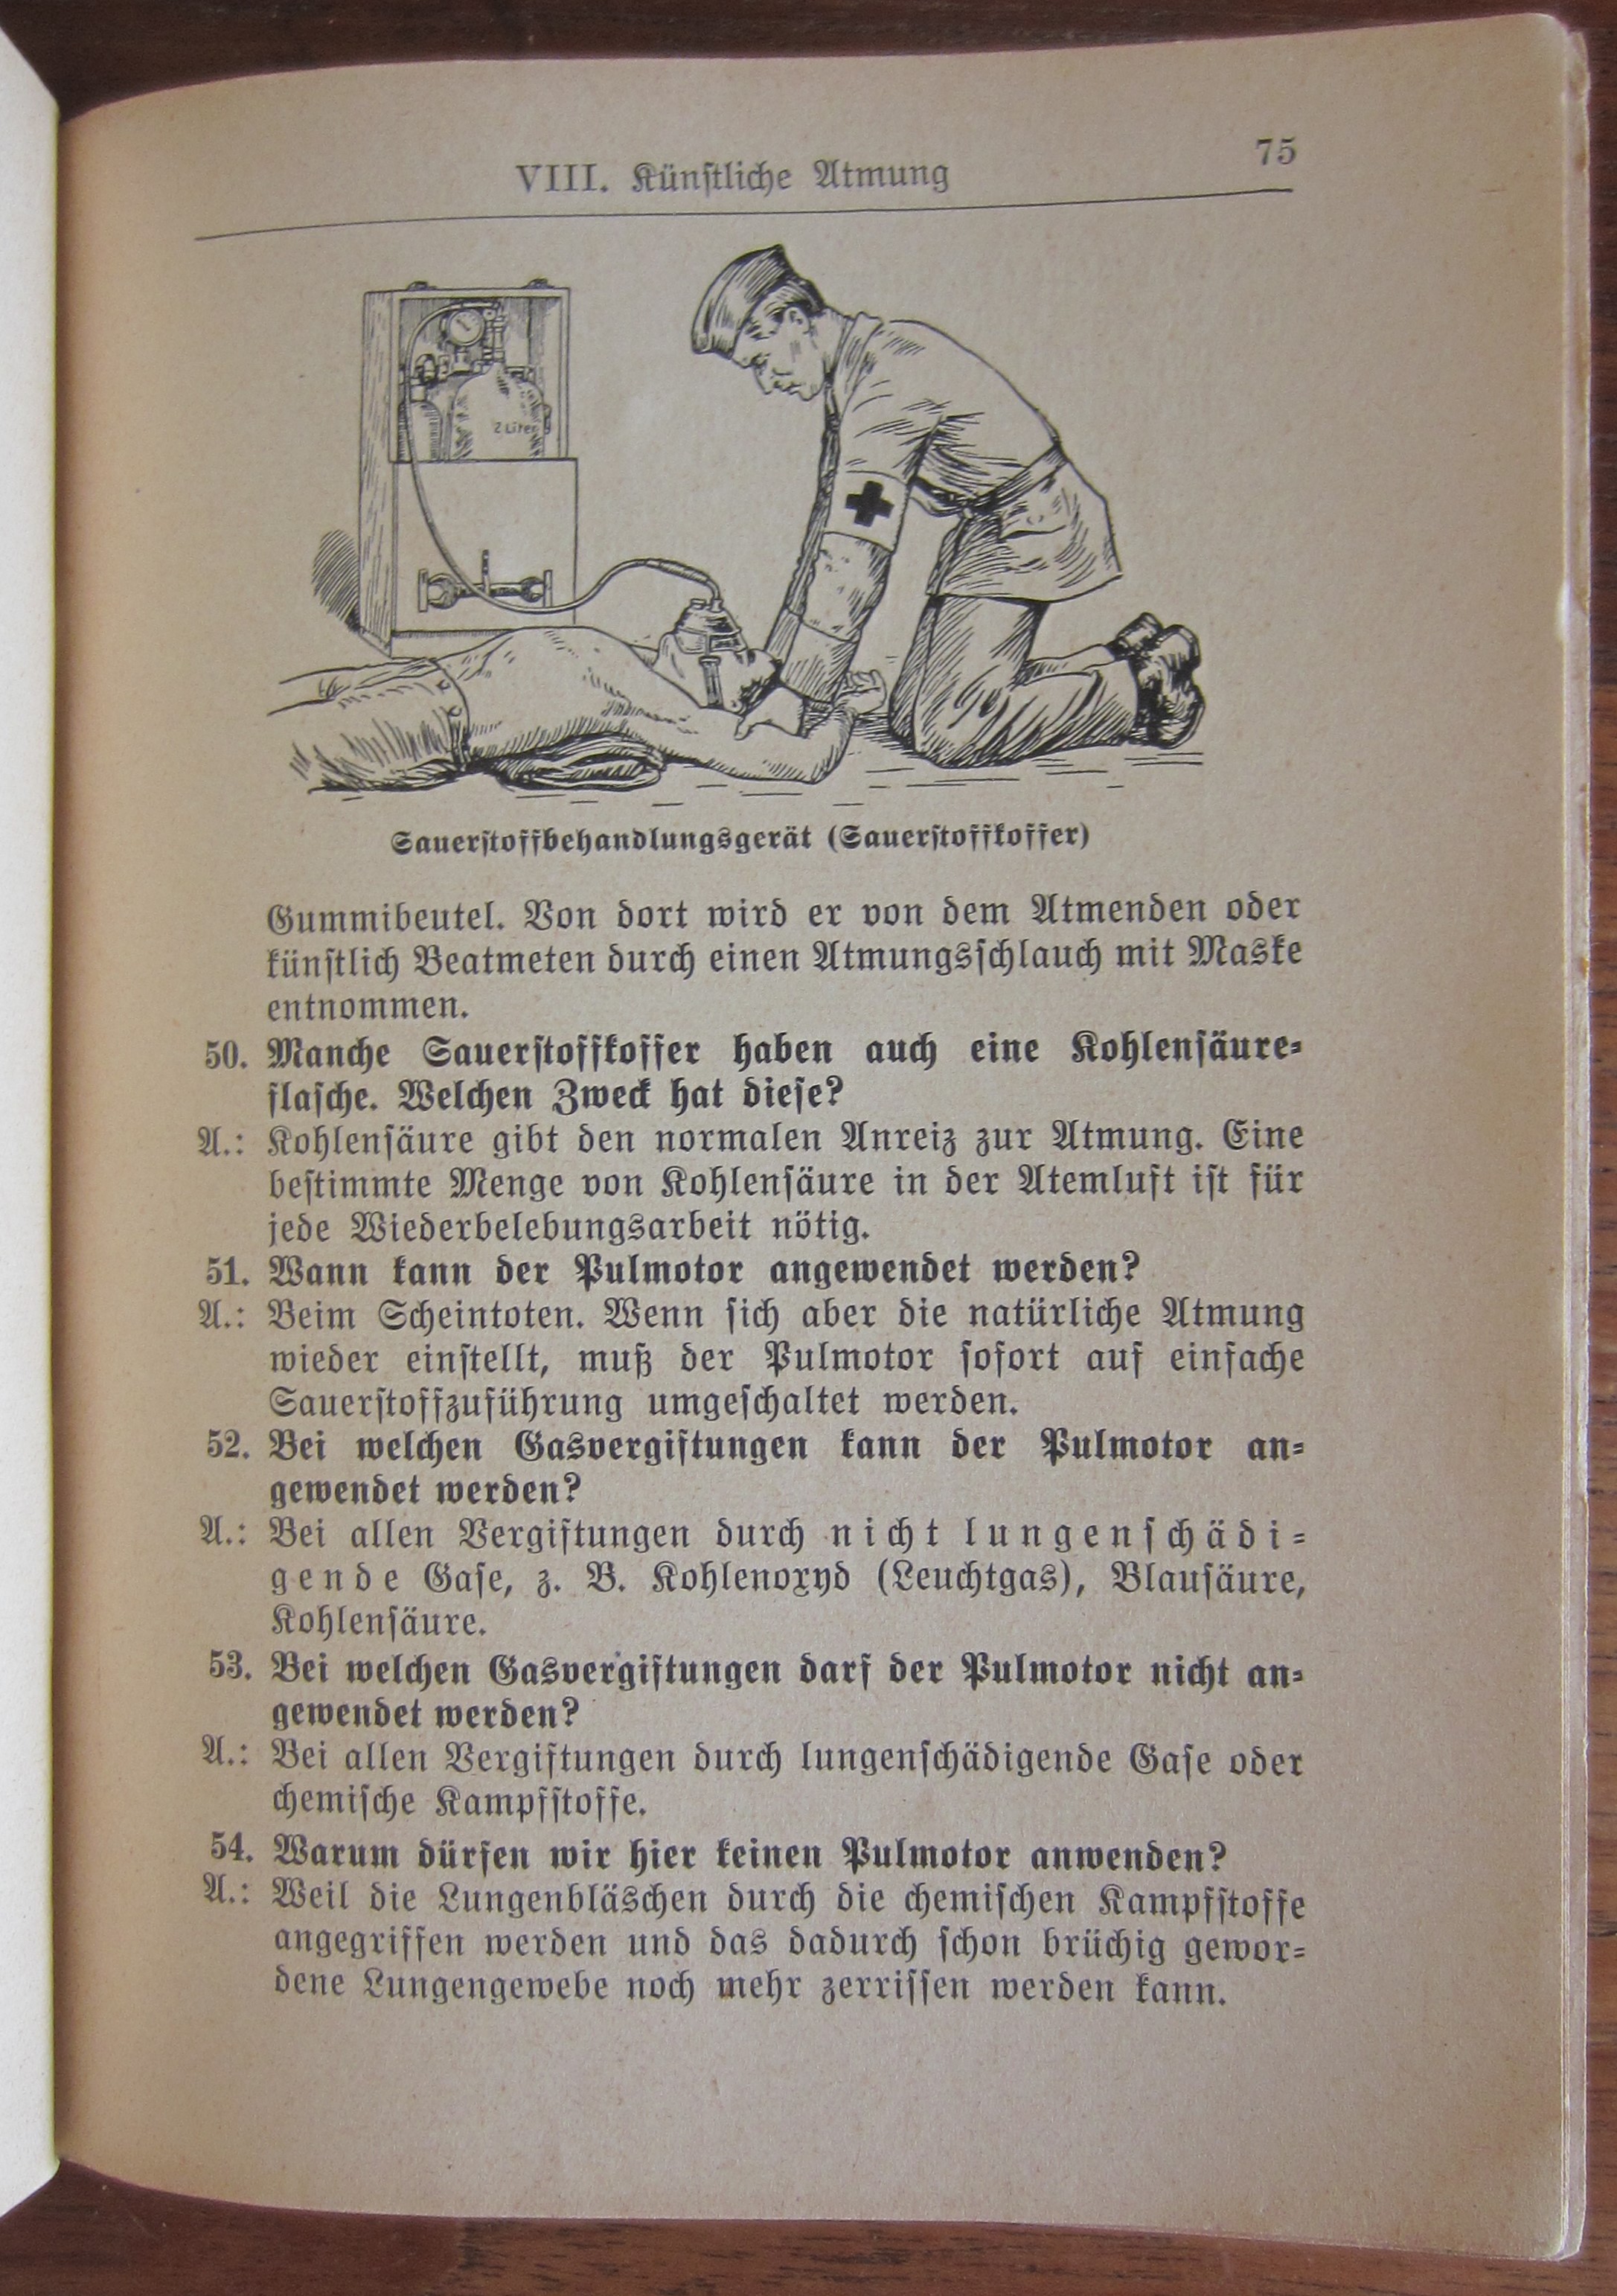 VIII. Künſtliche Atmung
75
2 Liter
Sauerſtoffbehandlungsgerät (Sauerſtoffkoffer)
Gummibeutel. Von dort wird er von dem Atmenden oder
künſtlich Beatmeten durch einen Atmungsſchlauch mit Maske
entnommen.
50. Manche Sauerſtoffkoffer haben auch eine Kohlenſäure-
flaſche. Welchen Zweck hat dieſe?
A.: Kohlenſäure gibt den normalen Anreiz zur Atmung. Eine
beſtimmte Menge von Kohlenſäure in der Atemluft iſt für
jede Wiederbelebungsarbeit nötig.
51. Wann kann der Pulmotor angewendet werden?
A.: Beim Scheintoten. Wenn ſich aber die natürliche Atmung
wieder einſtellt, muß der Pulmotor ſofort auf einfache
Sauerſtoffzuführung umgeſchaltet werden.
52. Bei welchen Gasvergiftungen kann der Pulmotor an-
gewendet werden?
A.: Bei allen Vergiftungen durch nicht lungenſchädi-
gende Gaſe, z. B. Kohlenoxyd (Leuchtgas), Blauſäure,
Kohlenſäure.
53. Bei welchen Gasvergiftungen darf der Pulmotor nicht an-
gewendet werden?
A.: Bei allen Vergiftungen durch lungenſchädigende Gaſe oder
chemiſche Kampfſtoffe.
54. Warum dürfen wir hier keinen Pulmotor anwenden?
A.: Weil die Lungenbläschen durch die chemiſchen Kampfſtoffe
angegriffen werden und das dadurch ſchon brüchig gewor-
dene Lungengewebe noch mehr zerriſſen werden kann.